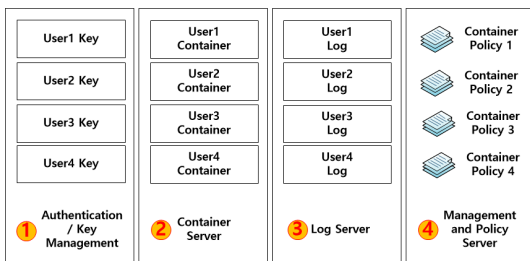 User1 Key
User2 Key
User3 Key
User4 Key
1
Authentication
/ Key
Management
User1
Container
User2
Container
User3
Container
User4
Container
2
Container
Server
User1
Log
User2
Log
User3
Log
User4
Log
3
Log Server
Container
Policy 1
Container
Policy 2
Container
Policy 3
Container
Policy 4
4
Management
and Policy
Server